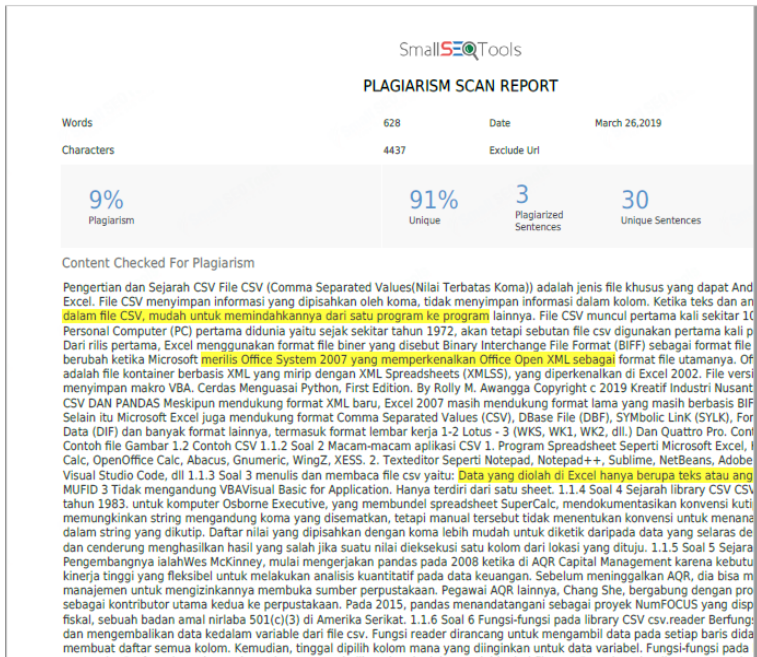 SmallSEOTools
PLAGIARISM SCAN REPORT
Words 628 Date March 26,2019
Characters 4437 Exclude Url
9% 91% 3 30
Plagiarism Unique Plagiarized Sentences Unique Sentences
Content Checked For Plagiarism
Pengertian dan Sejarah CSV File CSV (Comma Separated Values(Nilai Terbatas Koma)) adalah jenis file khusus yang dapat And
Excel. File CSV menyimpan informasi yang dipisahkan oleh koma, tidak menyimpan informasi dalam kolom. Ketika teks dan an
dalam file CSV, mudah untuk memindahkannya dari satu program ke program lainnya. File CSV muncul pertama kali sekitar 10
Personal Computer (PC) pertama didunia yaitu sejak sekitar tahun 1972, akan tetapi sebutan file csv digunakan pertama kali p
Dari rilis pertama, Excel menggunakan format file biner yang disebut Binary Interchange File Format (BIFF) sebagai format file
berubah ketika Microsoft merilis Office System 2007 yang memperkenalkan Office Open XML sebagai format file utamanya. Of
adalah file kontainer berbasis XML yang mirip dengan XML Spreadsheets (XMLSS), yang diperkenalkan di Excel 2002. File versi
menyimpan makro VBA. Cerdas Menguasai Python, First Edition. By Rolly M. Awangga Copyright c 2019 Kreatif Industri Nusant
CSV DAN PANDAS Meskipun mendukung format XML baru, Excel 2007 masih mendukung format lama yang masih berbasis BIF
Selain itu Microsoft Excel juga mendukung format Comma Separated Values (CSV), DBase File (DBF), SYMbolic LinK (SYLK), For
Data (DIF) dan banyak format lainnya, termasuk format lembar kerja 1-2 Lotus - 3 (WKS, WK1, WK2, dll.) Dan Quattro Pro. Cont
Contoh file Gambar 1.2 Contoh CSV 1.1.2 Soal 2 Macam-macam aplikasi CSV 1. Program Spreadsheet Seperti Microsoft Excel,
Calc, OpenOffice Calc, Abacus, Gnumeric, WingZ, XESS. 2. Texteditor Seperti Notepad, Notepad++, Sublime, NetBeans, Adobe
Visual Studio Code, dll 1.1.3 Soal 3 menulis dan membaca file csv yaitu: Data yang diolah di Excel hanya berupa teks atau ang
MUFID 3 Tidak mengandung VBAVisual Basic for Application. Hanya terdiri dari satu sheet. 1.1.4 Soal 4 Sejarah library CSV CSV
tahun 1983. untuk komputer Osborne Executive, yang membundel spreadsheet SuperCalc, mendokumentasikan konvensi kuti
memungkinkan string mengandung koma yang disematkan, tetapi manual tersebut tidak menentukan konvensi untuk menana
dalam string yang dikutip. Daftar nilai yang dipisahkan dengan koma lebih mudah untuk diketik daripada data yang selaras de
dan cenderung menghasilkan hasil yang salah jika suatu nilai dieksekusi satu kolom dari lokasi yang dituju. 1.1.5 Soal 5 Sejara
Pengembangnya ialahWes McKinney, mulai mengerjakan pandas pada 2008 ketika di AQR Capital Management karena kebutu
kinerja tinggi yang fleksibel untuk melakukan analisis kuantitatif pada data keuangan. Sebelum meninggalkan AQR, dia bisa m
manajemen untuk mengizinkannya membuka sumber perpustakaan. Pegawai AQR lainnya, Chang She, bergabung dengan pro
sebagai kontributor utama kedua ke perpustakaan. Pada 2015, pandas menandatangani sebagai proyek NumFOCUS yang disp
fiskal, sebuah badan amal nirlaba 501(c)(3) di Amerika Serikat. 1.1.6 Soal 6 Fungsi-fungsi pada library CSV csv.reader Berfung
dan mengembalikan data kedalam variable dari file csv. Fungsi reader dirancang untuk mengambil data pada setiap baris dida
membuat daftar semua kolom. Kemudian, tinggal dipilih kolom mana yang diinginkan untuk data variabel. Fungsi-fungsi pada